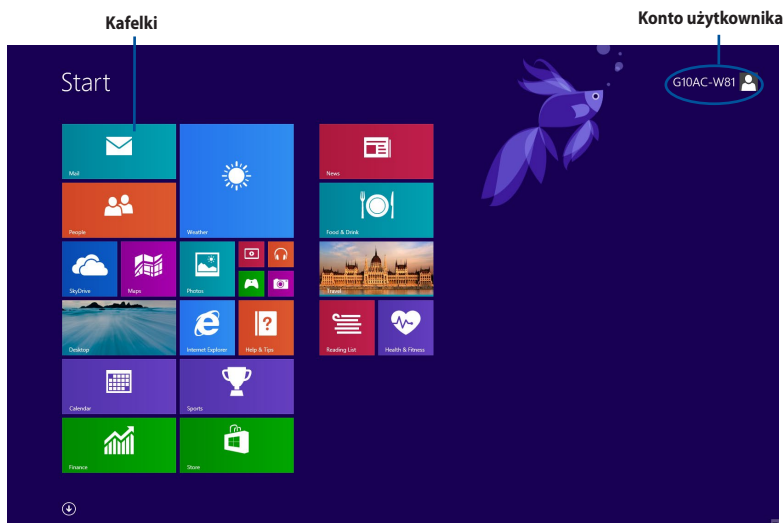 Kafelki
Konto użytkownika
Start
G10AC-W81
Mail
Weather
News
People
Food & Drink
SkyDrive
Maps
Photos
Travel
Desktop
Internet Explorer
Help & Tips
Reading List
Health & Fitness
Calendar
Sports
Finance
Store